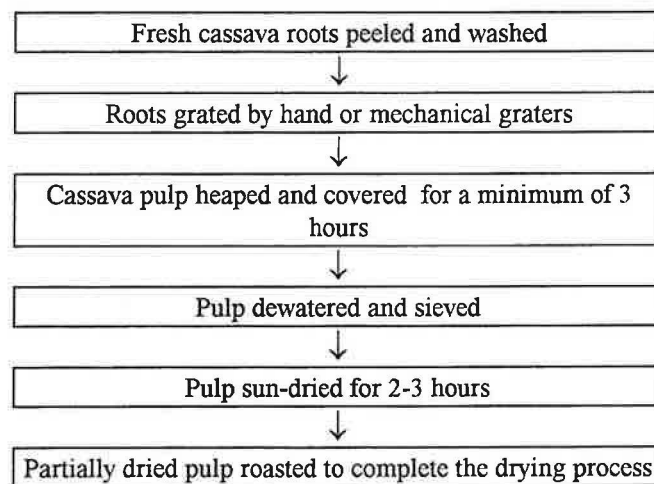 Fresh cassava roots peeled and washed
↓
Roots grated by hand or mechanical graters
↓
Cassava pulp heaped and covered for a minimum of 3
hours
↓
Pulp dewatered and sieved
↓
Pulp sun-dried for 2-3 hours
↓
Partially dried pulp roasted to complete the drying process